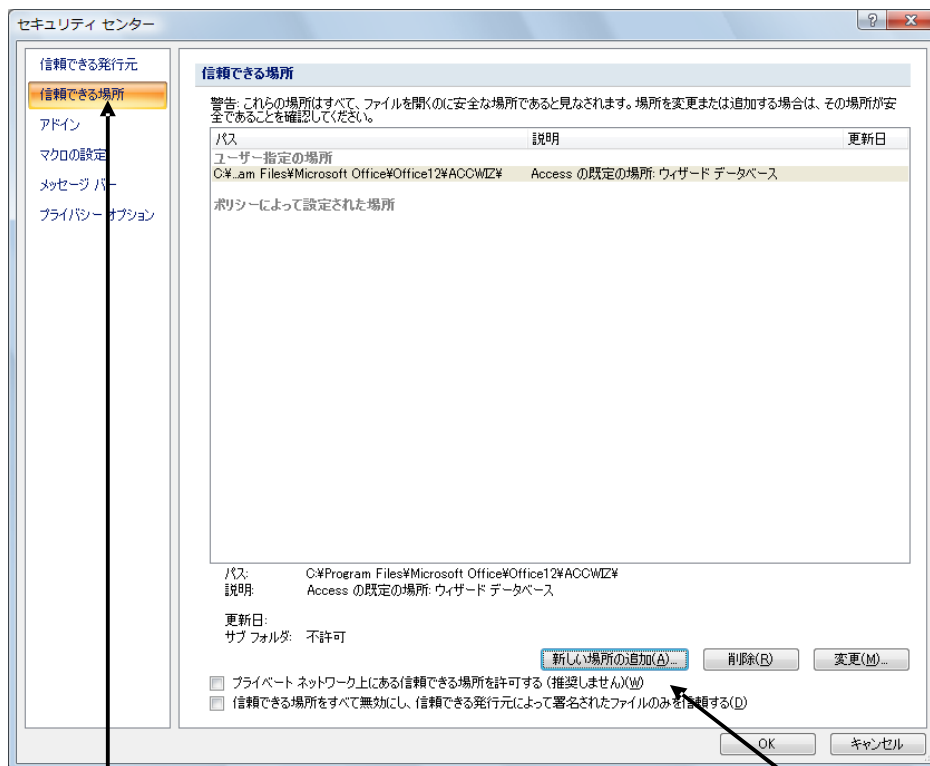 セキュリティ センター
信頼できる発行元
信頼できる場所
アドイン
マクロの設定
メッセージ バー
プライバシー オプション
信頼できる場所
警告: これらの場所はすべて、ファイルを開くのに安全な場所であると見なされます。場所を変更または追加する場合は、その場所が安
全であることを確認してください。
パス 説明 更新日
ユーザー指定の場所
C:¥...am Files¥Microsoft Office¥Office12¥ACCWIZ¥ Access の既定の場所: ウィザード データベース
ポリシーによって設定された場所
パス: C:¥Program Files¥Microsoft Office¥Office12¥ACCWIZ¥
説明: Access の既定の場所: ウィザード データベース
更新日:
サブ フォルダ: 不許可
新しい場所の追加(A)... 削除(R) 変更(M)...
プライベート ネットワーク上にある信頼できる場所を許可する (推奨しません)(W)
信頼できる場所をすべて無効にし、信頼できる発行元によって署名されたファイルのみを信頼する(D)
OK キャンセル